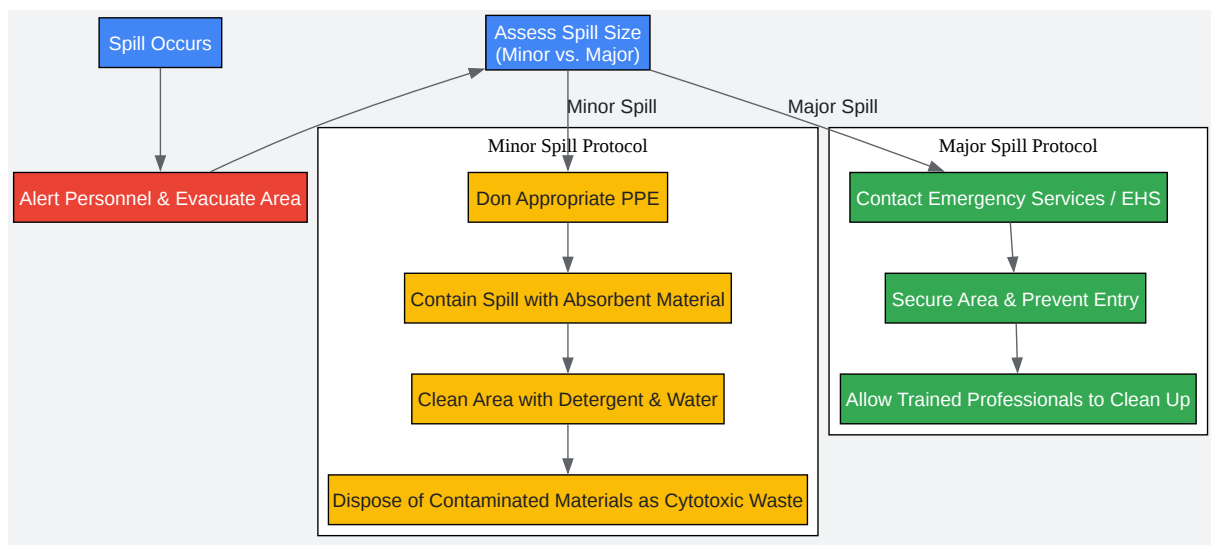 Spill Occurs
Assess Spill Size
(Minor vs. Major)
Minor Spill
Major Spill
Minor Spill Protocol
Major Spill Protocol
Alert Personnel & Evacuate Area
Don Appropriate PPE
Contact Emergency Services / EHS
Contain Spill with Absorbent Material
Secure Area & Prevent Entry
Clean Area with Detergent & Water
Allow Trained Professionals to Clean Up
Dispose of Contaminated Materials as Cytotoxic Waste